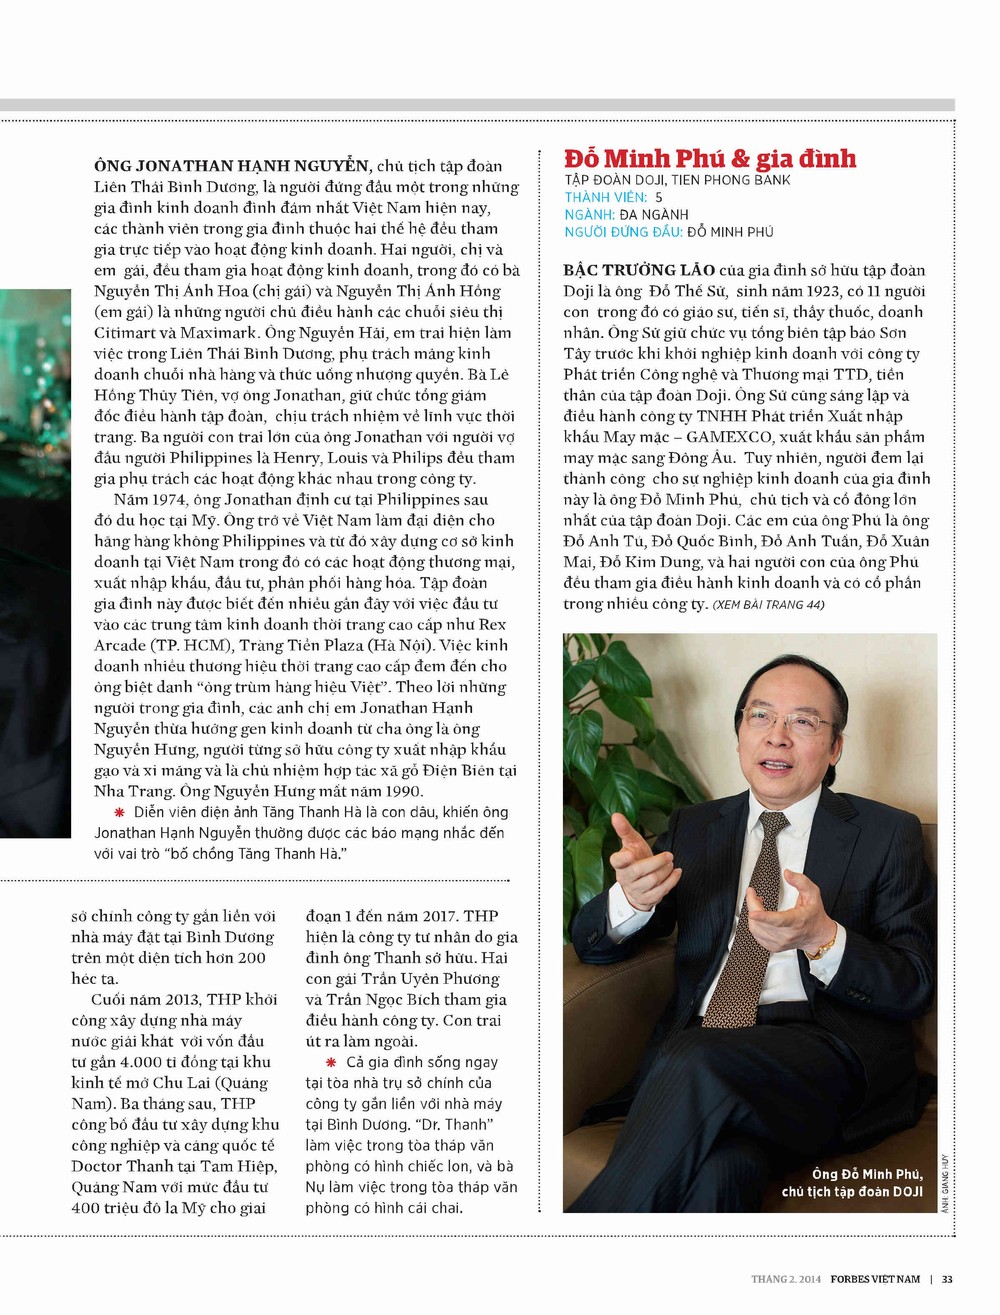 ÔNG JONATHAN HẠNH NGUYỄN, chủ tịch tập đoàn
Liên Thái Bình Dương, là người đứng đầu một trong những
gia đình kinh doanh đình đám nhất Việt Nam hiện nay,
các thành viên trong gia đình thuộc hai thế hệ đều tham
gia trực tiếp vào hoạt động kinh doanh. Hai người, chị và
em gái, đều tham gia hoạt động kinh doanh, trong đó có bà
Nguyễn Thị Ánh Hoa (chị gái) và Nguyễn Thị Ánh Hồng
(em gái) là những người chủ điều hành các chuỗi siêu thị
Citimart và Maximark. Ông Nguyễn Hải, em trai hiện làm
việc trong Liên Thái Bình Dương, phụ trách mảng kinh
doanh chuỗi nhà hàng và thức uống nhượng quyền. Bà Lê
Hồng Thủy Tiên, vợ ông Jonathan, giữ chức tổng giám
đốc điều hành tập đoàn, chịu trách nhiệm về lĩnh vực thời
trang. Ba người con trai lớn của ông Jonathan với người vợ
đầu người Philippines là Henry, Louis và Philips đều tham
gia phụ trách các hoạt động khác nhau trong công ty.
Năm 1974, ông Jonathan định cư tại Philippines sau
đó du học tại Mỹ. Ông trở về Việt Nam làm đại diện cho
hãng hàng không Philippines và từ đó xây dựng cơ sở kinh
doanh tại Việt Nam trong đó có các hoạt động thương mại,
xuất nhập khẩu, đầu tư, phân phối hàng hóa. Tập đoàn
gia đình này được biết đến nhiều gần đây với việc đầu tư
vào các trung tâm kinh doanh thời trang cao cấp như Rex
Arcade (TP. HCM), Tràng Tiền Plaza (Hà Nội). Việc kinh
doanh nhiều thương hiệu thời trang cao cấp đem đến cho
ông biệt danh “ông trùm hàng hiệu Việt”. Theo lời những
người trong gia đình, các anh chị em Jonathan Hạnh
Nguyễn thừa hưởng gen kinh doanh từ cha ông là ông
Nguyễn Hưng, người từng sở hữu công ty xuất nhập khẩu
gạo và xi măng và là chủ nhiệm hợp tác xã gỗ Điện Biên tại
Nha Trang. Ông Nguyễn Hưng mất năm 1990.
✱ Diễn viên điện ảnh Tăng Thanh Hà là con dâu, khiến ông
Jonathan Hạnh Nguyễn thường được các báo mạng nhắc đến
với vai trò “bố chồng Tăng Thanh Hà.”
sở chính công ty gắn liền với
nhà máy đặt tại Bình Dương
trên một diện tích hơn 200
héc ta.
Cuối năm 2013, THP khởi
công xây dựng nhà máy
nước giải khát với vốn đầu
tư gần 4.000 tỉ đồng tại khu
kinh tế mở Chu Lai (Quảng
Nam). Ba tháng sau, THP
công bố đầu tư xây dựng khu
công nghiệp và cảng quốc tế
Doctor Thanh tại Tam Hiệp,
Quảng Nam với mức đầu tư
400 triệu đô la Mỹ cho giai
đoạn 1 đến năm 2017. THP
hiện là công ty tư nhân do gia
đình ông Thanh sở hữu. Hai
con gái Trần Uyên Phương
và Trần Ngọc Bích tham gia
điều hành công ty. Con trai
út ra làm ngoài.
✱ Cả gia đình sống ngay
tại tòa nhà trụ sở chính của
công ty gắn liền với nhà máy
tại Bình Dương. “Dr. Thanh”
làm việc trong tòa tháp văn
phòng có hình chiếc lon, và bà
Nụ làm việc trong tòa tháp văn
phòng có hình cái chai.
Đỗ Minh Phú & gia đình
TẬP ĐOÀN DOJI, TIEN PHONG BANK
THÀNH VIÊN: 5
NGÀNH: ĐA NGÀNH
NGƯỜI ĐỨNG ĐẦU: ĐỖ MINH PHÚ
BẬC TRƯỞNG LÃO của gia đình sở hữu tập đoàn
Doji là ông Đỗ Thế Sử, sinh năm 1923, có 11 người
con trong đó có giáo sư, tiến sĩ, thầy thuốc, doanh
nhân. Ông Sử giữ chức vụ tổng biên tập báo Sơn
Tây trước khi khởi nghiệp kinh doanh với công ty
Phát triển Công nghệ và Thương mại TTD, tiền
thân của tập đoàn Doji. Ông Sử cũng sáng lập và
điều hành công ty TNHH Phát triển Xuất nhập
khẩu May mặc – GAMEXCO, xuất khẩu sản phẩm
may mặc sang Đông Âu. Tuy nhiên, người đem lại
thành công cho sự nghiệp kinh doanh của gia đình
này là ông Đỗ Minh Phú, chủ tịch và cổ đông lớn
nhất của tập đoàn Doji. Các em của ông Phú là ông
Đỗ Anh Tú, Đỗ Quốc Bình, Đỗ Anh Tuấn, Đỗ Xuân
Mai, Đỗ Kim Dung, và hai người con của ông Phú
đều tham gia điều hành kinh doanh và có cổ phần
trong nhiều công ty. (XEM BÀI TRANG 44)
Ông Đỗ Minh Phú,
chủ tịch tập đoàn DOJI
ẢNH: GIANG HUY
THÁNG 2. 2014 FORBES VIỆT NAM | 33